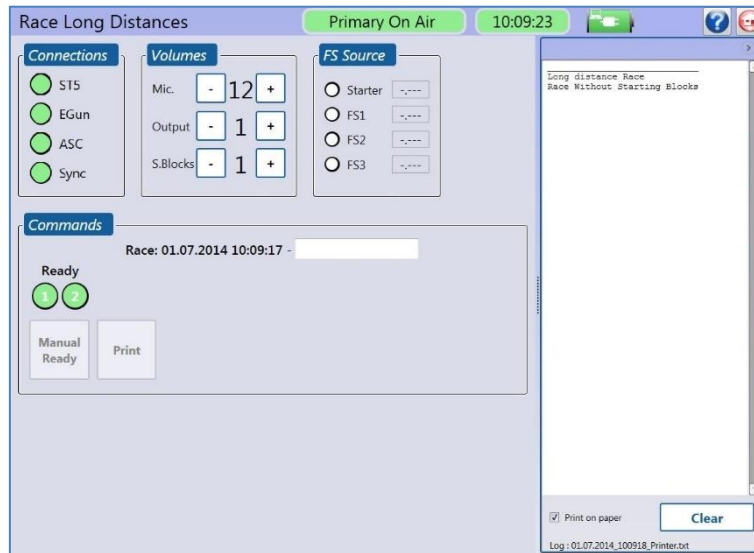 Race Long Distances
Primary On Air
10:09:23
?
Connections
ST5
EGun
ASC
Sync
Volumes
Mic. - 12 +
Output - 1 +
S.Blocks - 1 +
FS Source
Starter -.---
FS1 -.---
FS2 -.---
FS3 -.---
Commands
Race: 01.07.2014 10:09:17 -
Ready
1 2
Manual
Ready
Print
Long distance Race
Race Without Starting Blocks
Print on paper
Clear
Log : 01.07.2014_100918_Printer.txt